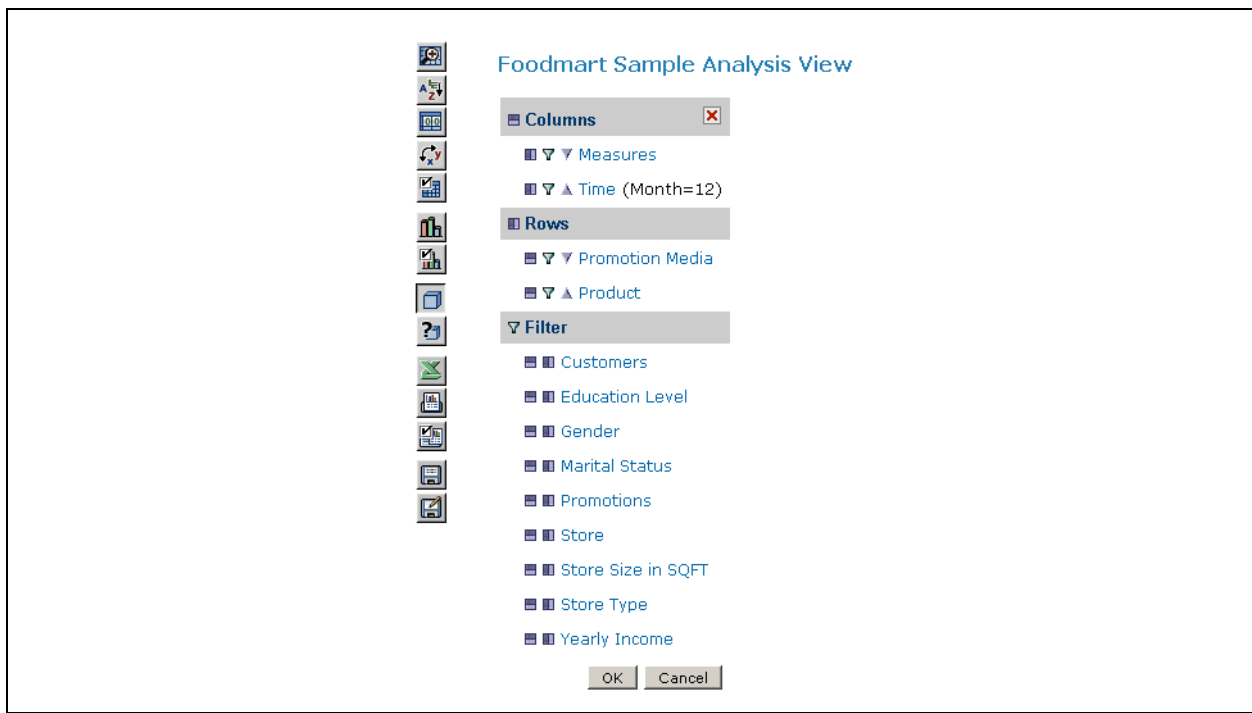 Foodmart Sample Analysis View
Columns
Measures
Time (Month=12)
Rows
Promotion Media
Product
Filter
Customers
Education Level
Gender
Marital Status
Promotions
Store
Store Size in SQFT
Store Type
Yearly Income
OK Cancel